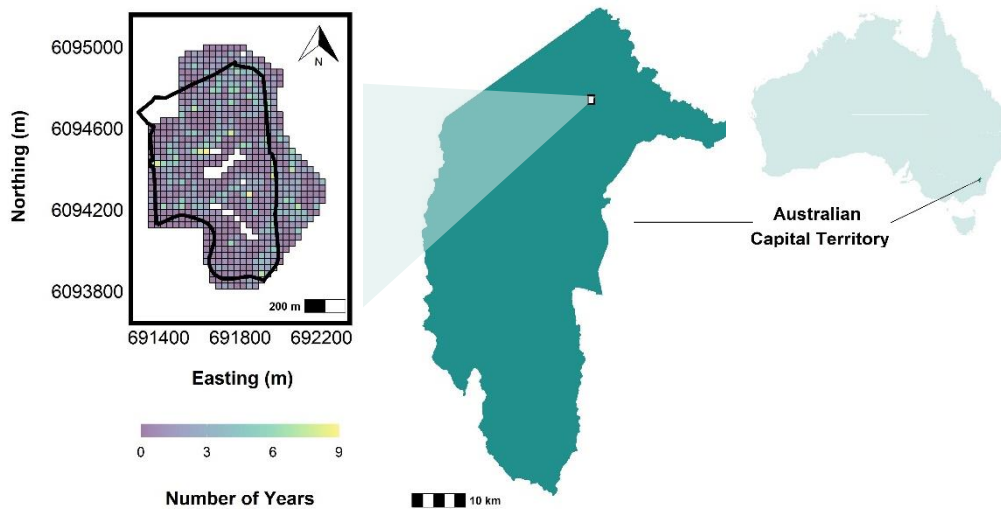 6095000
6094600
6094200
6093800
Northing (m)
N
200 m
691400 691800 692200
Easting (m)
0 3 6 9
Number of Years
10 km
Australian
Capital Territory